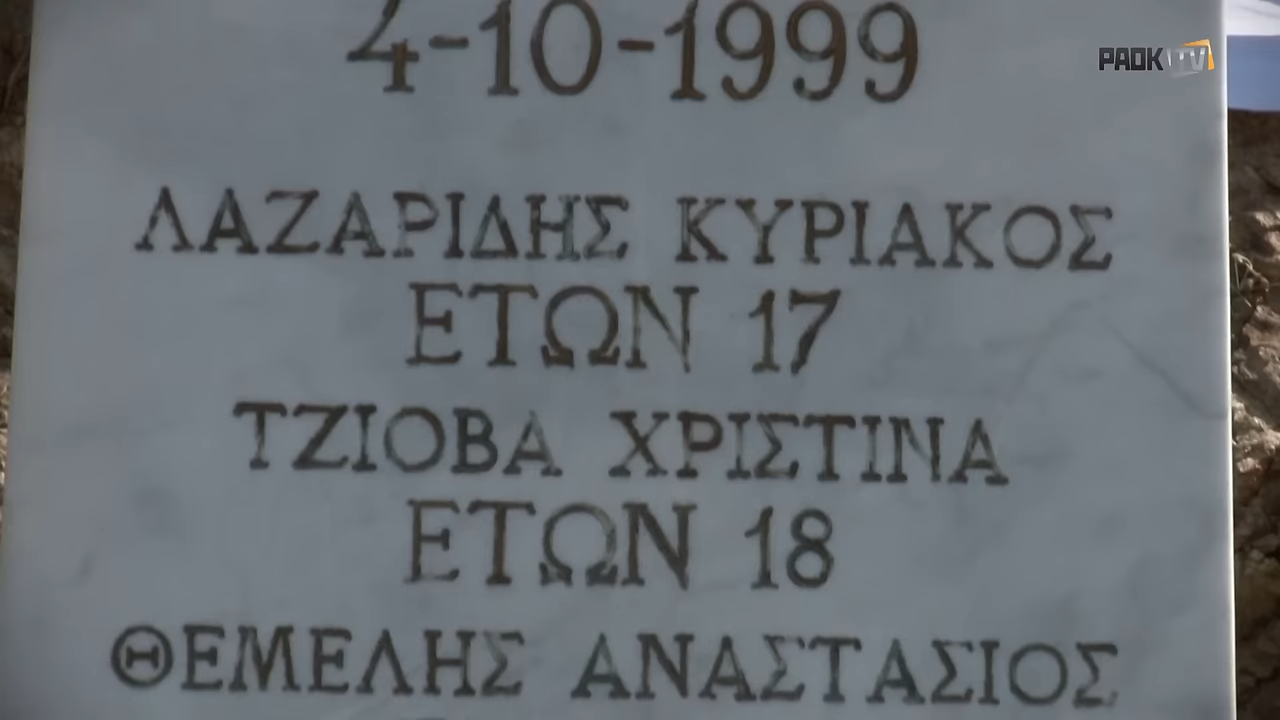 4-10-1999
PAOK TV
ΛΑΖΑΡΙΔΗΣ ΚΥΡΙΑΚΟΣ
ΕΤΩΝ 17
ΤΖΙΟΒΑ ΧΡΙΣΤΙΝΑ
ΕΤΩΝ 18
ΘΕΜΕΛΗΣ ΑΝΑΣΤΑΣΙΟΣ